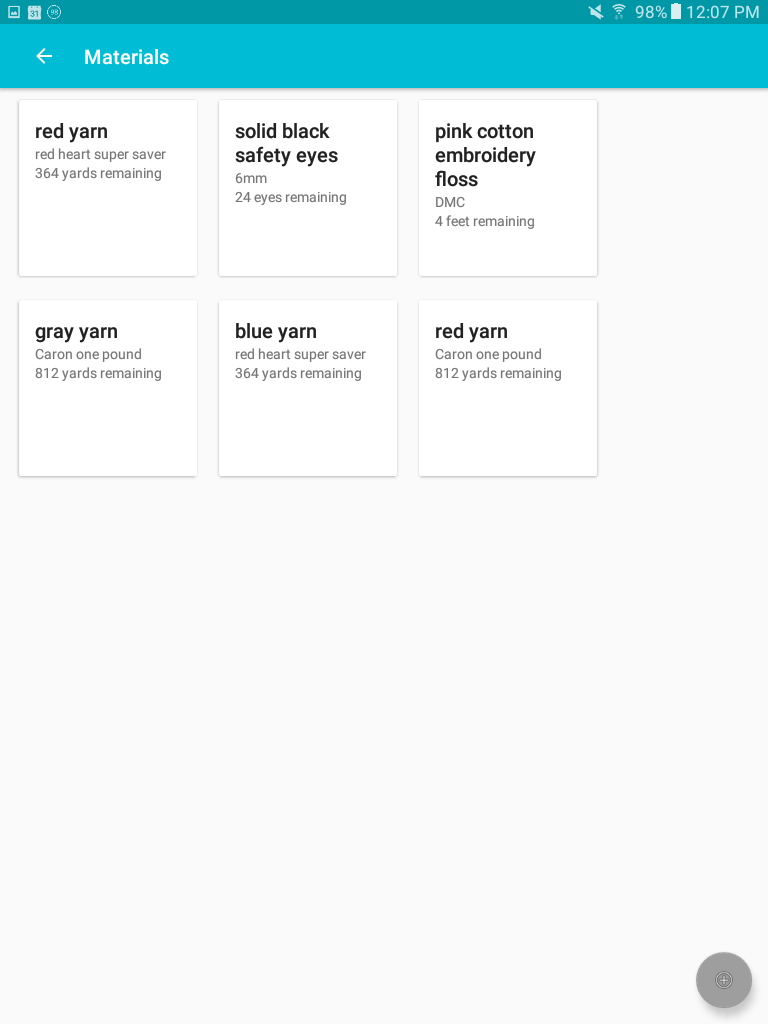 31 98 98% 12:07 PM
Materials
red yarn
red heart super saver
364 yards remaining
solid black
safety eyes
6mm
24 eyes remaining
pink cotton
embroidery
floss
DMC
4 feet remaining
gray yarn
Caron one pound
812 yards remaining
blue yarn
red heart super saver
364 yards remaining
red yarn
Caron one pound
812 yards remaining